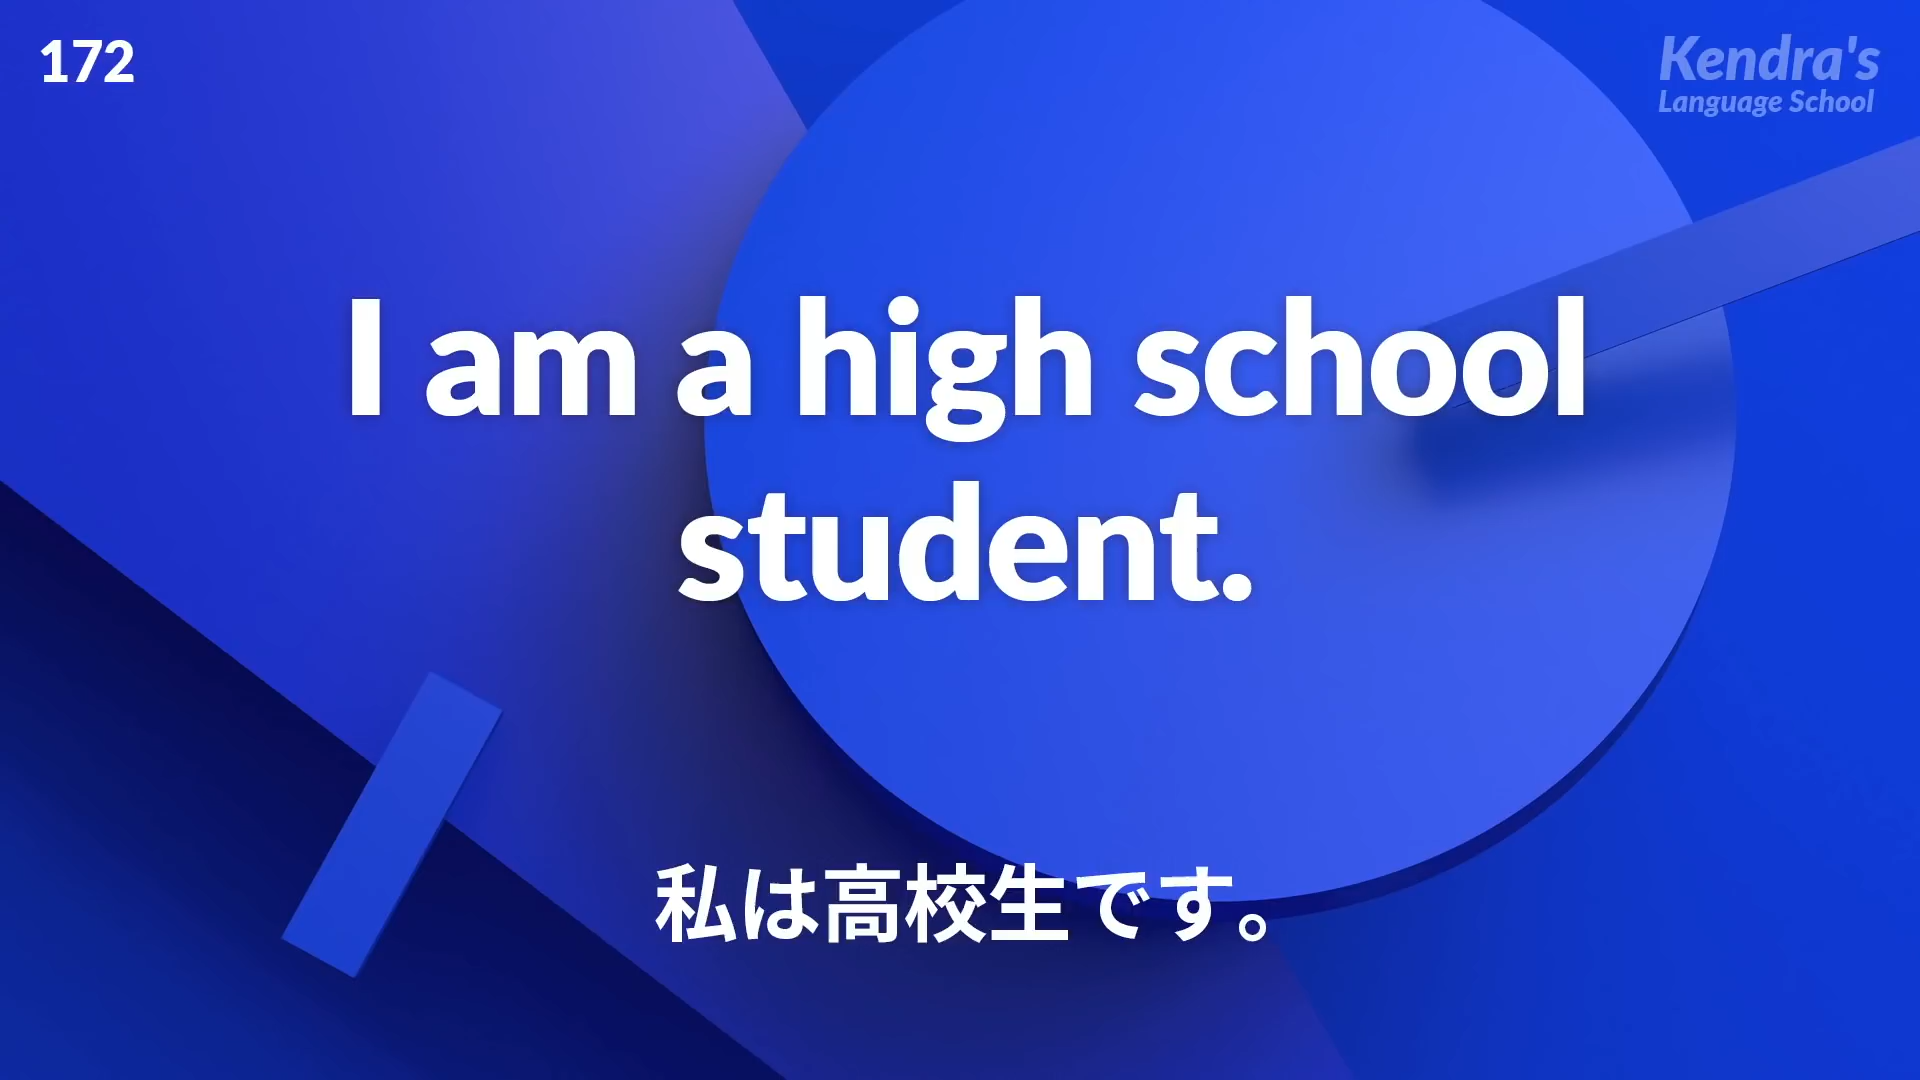 172
Kendra's
Language School
I am a high school
student.
私は高校生です。